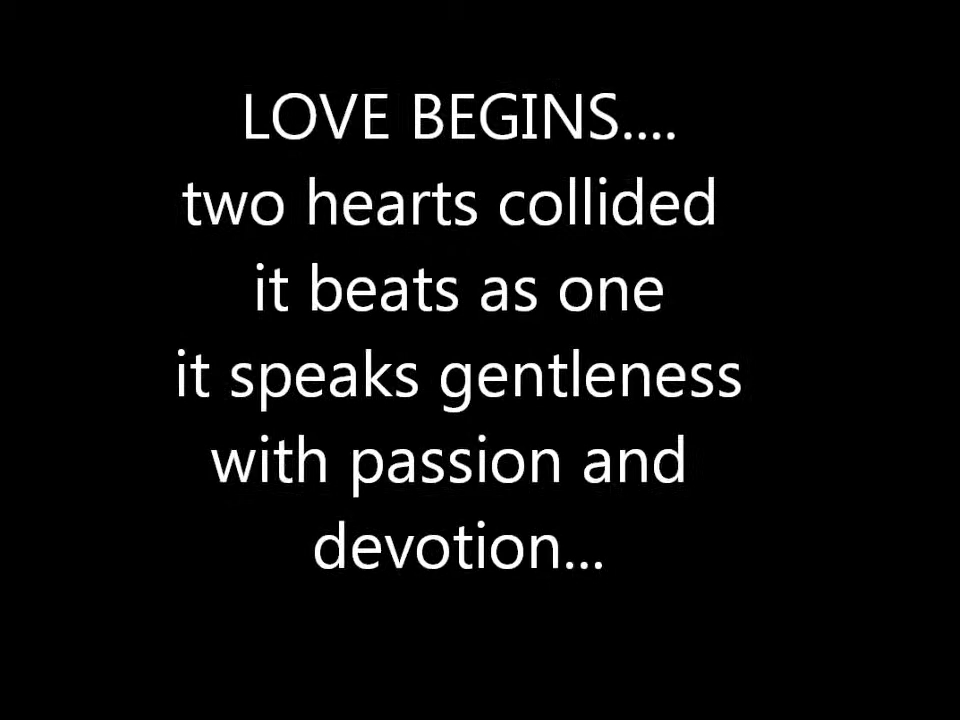 LOVE BEGINS....
two hearts collided
it beats as one
it speaks gentleness
with passion and
devotion...